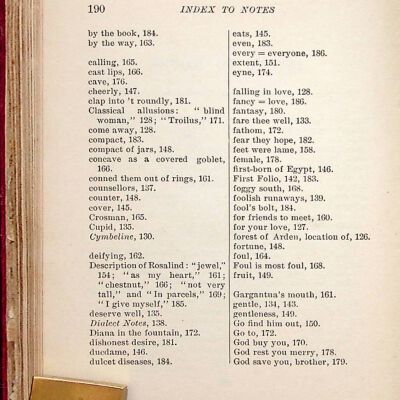 190
INDEX TO NOTES
by the book, 184.
by the way, 163.
calling, 165.
cast lips, 166.
cave, 176.
cheerly, 147.
clap into 't roundly, 181.
Classical allusions: "blind
woman," 128; "Troilus," 171.
come away, 128.
compact, 183.
compact of jars, 148.
concave as a covered goblet,
166.
conned them out of rings, 161.
counsellors, 137.
counter, 148.
cover, 145.
Crosman, 165.
Cupid, 135.
Cymbeline, 130.
deifying, 162.
Description of Rosalind: "jewel,"
154; "as my heart," 161;
"chestnut," 166; "not very
tall," and "In parcels," 169;
"I give myself," 185.
deserve well, 135.
Dialect Notes, 138.
Diana in the fountain, 172.
dishonest desire, 181.
ducdame, 146.
dulcet diseases, 184.
eats, 145.
even, 183.
every = everyone, 186.
extent, 151.
eyne, 174.
falling in love, 128.
fancy = love, 186.
fantasy, 180.
fare thee well, 133.
fathom, 172.
fear they hope, 182.
feet were lame, 158.
female, 178.
first-born of Egypt, 146.
First Folio, 142, 183.
foggy south, 168.
foolish runaways, 139.
fool's bolt, 184.
for friends to meet, 160.
for your love, 127.
forest of Arden, location of, 126.
fortune, 148.
foul, 164.
Foul is most foul, 168.
fruit, 149.
Gargantua's mouth, 161.
gentle, 134, 143.
gentleness, 149.
Go find him out, 150.
Go to, 172.
God buy you, 170.
God rest you merry, 178.
God save you, brother, 179.